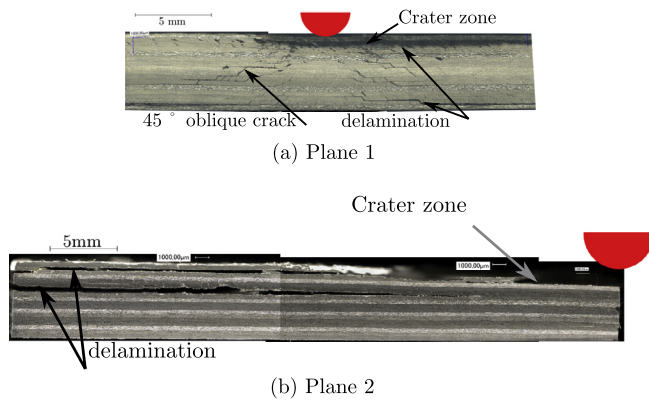 5 mm
Crater zone
45 ° oblique crack
delamination
(a) Plane 1
Crater zone
5mm
1000,00μm
1000,00μm
delamination
(b) Plane 2